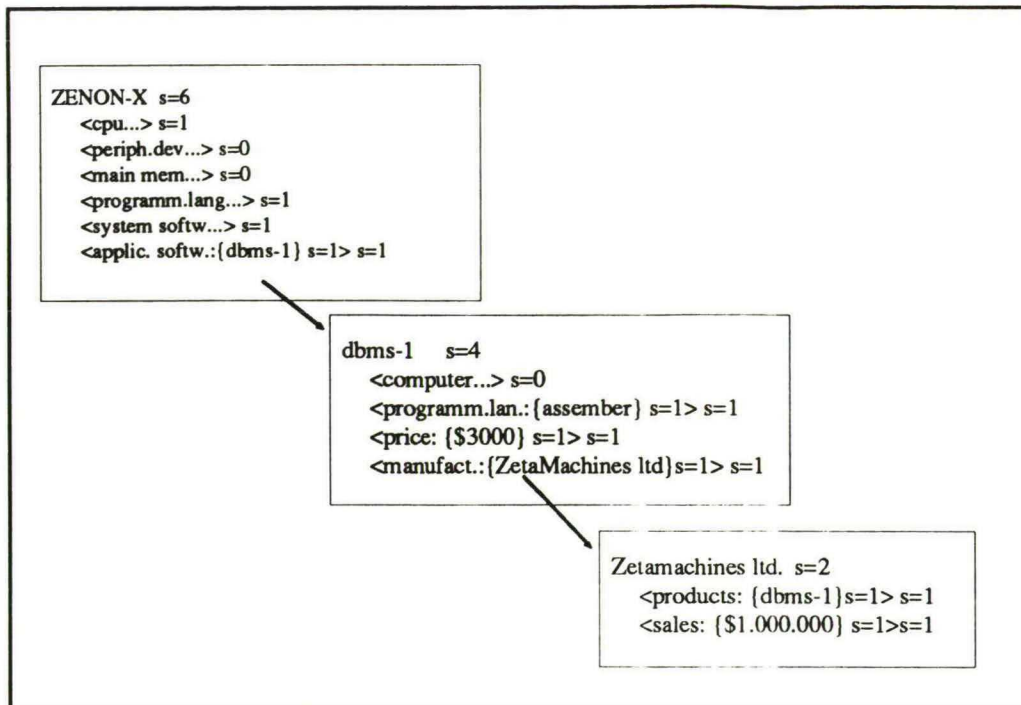 ZENON-X s=6
<cpu...> s=1
<periph.dev...> s=0
<main mem...> s=0
<programm.lang...> s=1
<system softw...> s=1
<applic. softw.:{dbms-1} s=1> s=1
dbms-1 s=4
<computer...> s=0
<programm.lan.:{assember} s=1> s=1
<price: {$3000} s=1> s=1
<manufact.:{ZetaMachines ltd}s=1> s=1
Zetamachines ltd. s=2
<products: {dbms-1}s=1> s=1
<sales: {$1.000.000} s=1>s=1